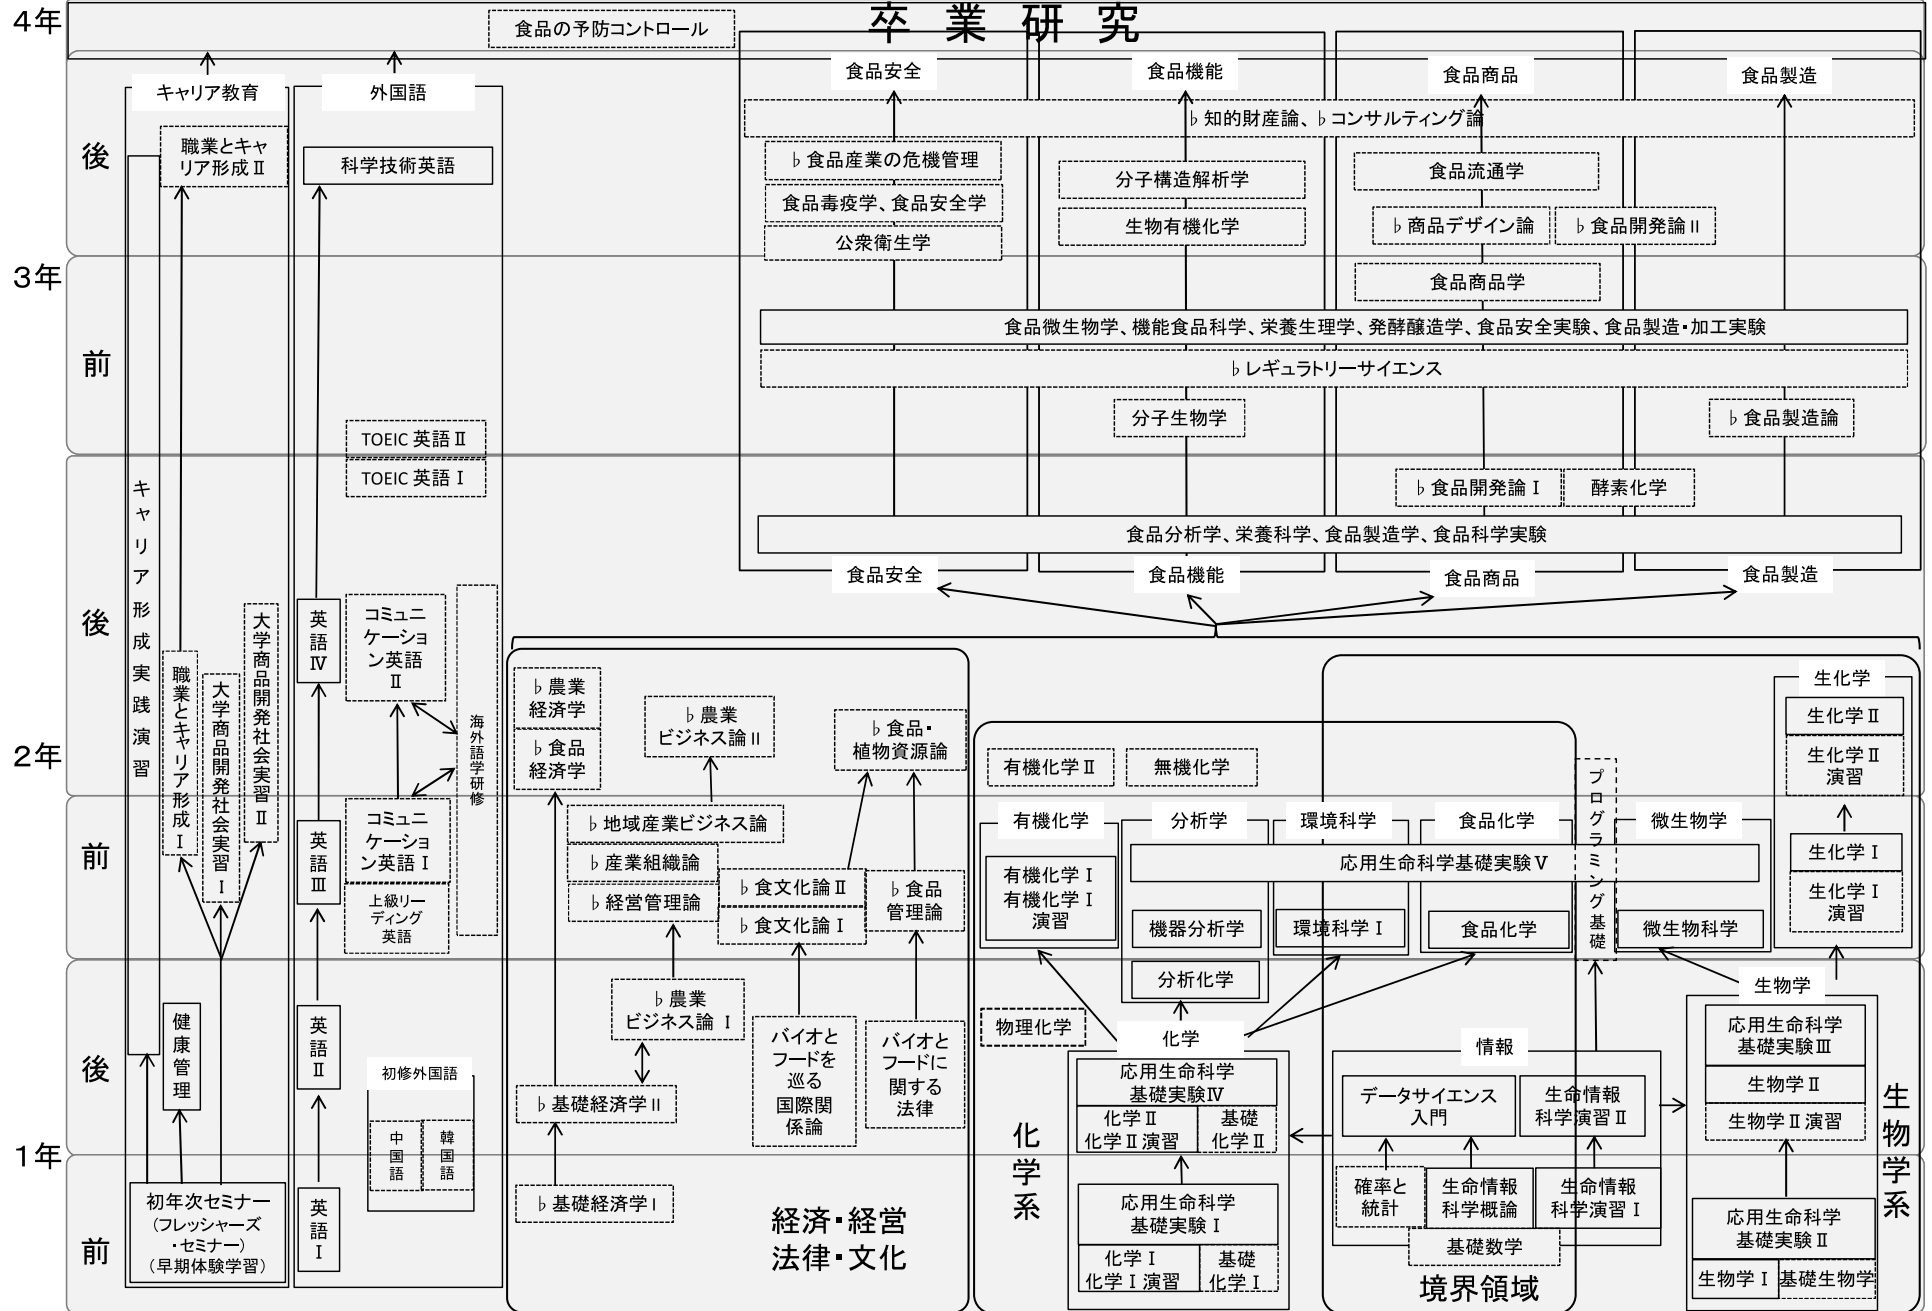 4年
卒業研究
食品の予防コントロール
キャリア教育
外国語
食品安全
食品機能
食品商品
食品製造
後
職業とキャ
リア形成Ⅱ
科学技術英語
♭知的財産論、♭コンサルティング論
♭食品産業の危機管理
食品毒疫学、食品安全学
公衆衛生学
分子構造解析学
生物有機化学
食品流通学
♭商品デザイン論
♭食品開発論Ⅱ
3年
食品商品学
食品微生物学、機能食品科学、栄養生理学、発酵醸造学、食品安全実験、食品製造・加工実験
前
♭レギュラトリーサイエンス
分子生物学
♭食品製造論
TOEIC 英語Ⅱ
TOEIC 英語Ⅰ
♭食品開発論Ⅰ
酵素化学
食品分析学、栄養科学、食品製造学、食品科学実験
食品安全
食品機能
食品商品
食品製造
後
キャリア形成実践演習
職業とキャリア形成Ⅰ
大学商品開発社会実習Ⅰ
大学商品開発社会実習Ⅱ
英語Ⅳ
コミュニ
ケーショ
ン英語
Ⅱ
海外語学研修
♭農業
経済学
♭食品
経済学
♭農業
ビジネス論Ⅱ
♭食品・
植物資源論
有機化学Ⅱ
無機化学
プログラミング基礎
生化学
生化学Ⅱ
生化学Ⅱ
演習
2年
前
英語Ⅲ
コミュニ
ケーショ
ン英語Ⅰ
上級リー
ディング
英語
♭地域産業ビジネス論
♭産業組織論
♭経営管理論
♭食文化論Ⅱ
♭食文化論Ⅰ
♭食品
管理論
有機化学
有機化学Ⅰ
有機化学Ⅰ
演習
分析学
環境科学
食品化学
微生物学
応用生命科学基礎実験Ⅴ
機器分析学
環境科学Ⅰ
食品化学
微生物科学
生化学Ⅰ
生化学Ⅰ
演習
分析化学
後
健康管理
英語Ⅱ
初修外国語
中国語
韓国語
♭農業
ビジネス論Ⅰ
♭基礎経済学Ⅱ
バイオと
フードを
巡る
国際関
係論
バイオと
フードに
関する
法律
物理化学
化学
応用生命科学
基礎実験Ⅳ
化学Ⅱ
化学Ⅱ演習
基礎
化学Ⅱ
情報
データサイエンス
入門
生命情報
科学演習Ⅱ
生物学
応用生命科学
基礎実験Ⅲ
生物学Ⅱ
生物学Ⅱ演習
化学系
生物学系
1年
前
初年次セミナー
(フレッシャーズ
・セミナー)
(早期体験学習)
英語Ⅰ
♭基礎経済学Ⅰ
経済・経営
法律・文化
応用生命科学
基礎実験Ⅰ
化学Ⅰ
化学Ⅰ演習
基礎
化学Ⅰ
確率と
統計
生命情報
科学概論
生命情報
科学演習Ⅰ
基礎数学
境界領域
応用生命科学
基礎実験Ⅱ
生物学Ⅰ
基礎生物学